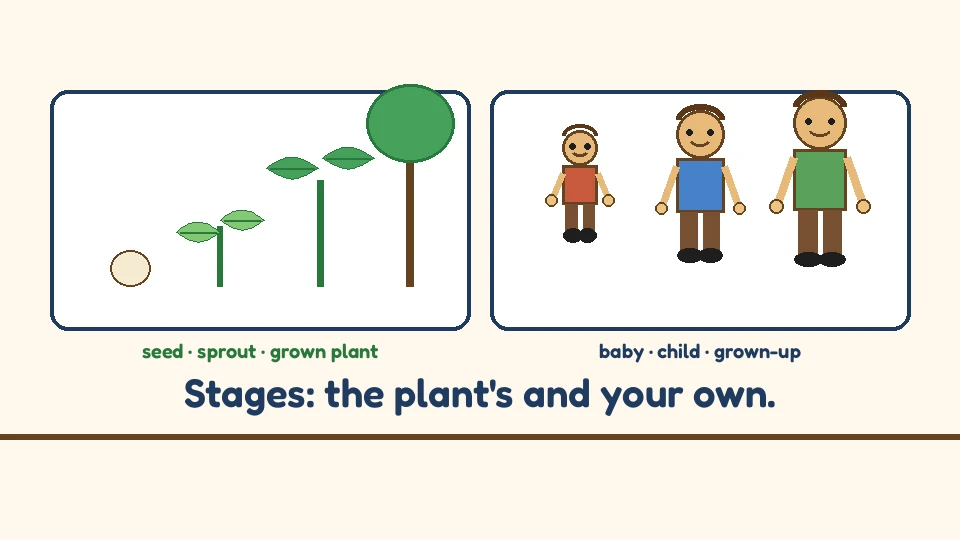 seed · sprout · grown plant
baby · child · grown-up
Stages: the plant's and your own.